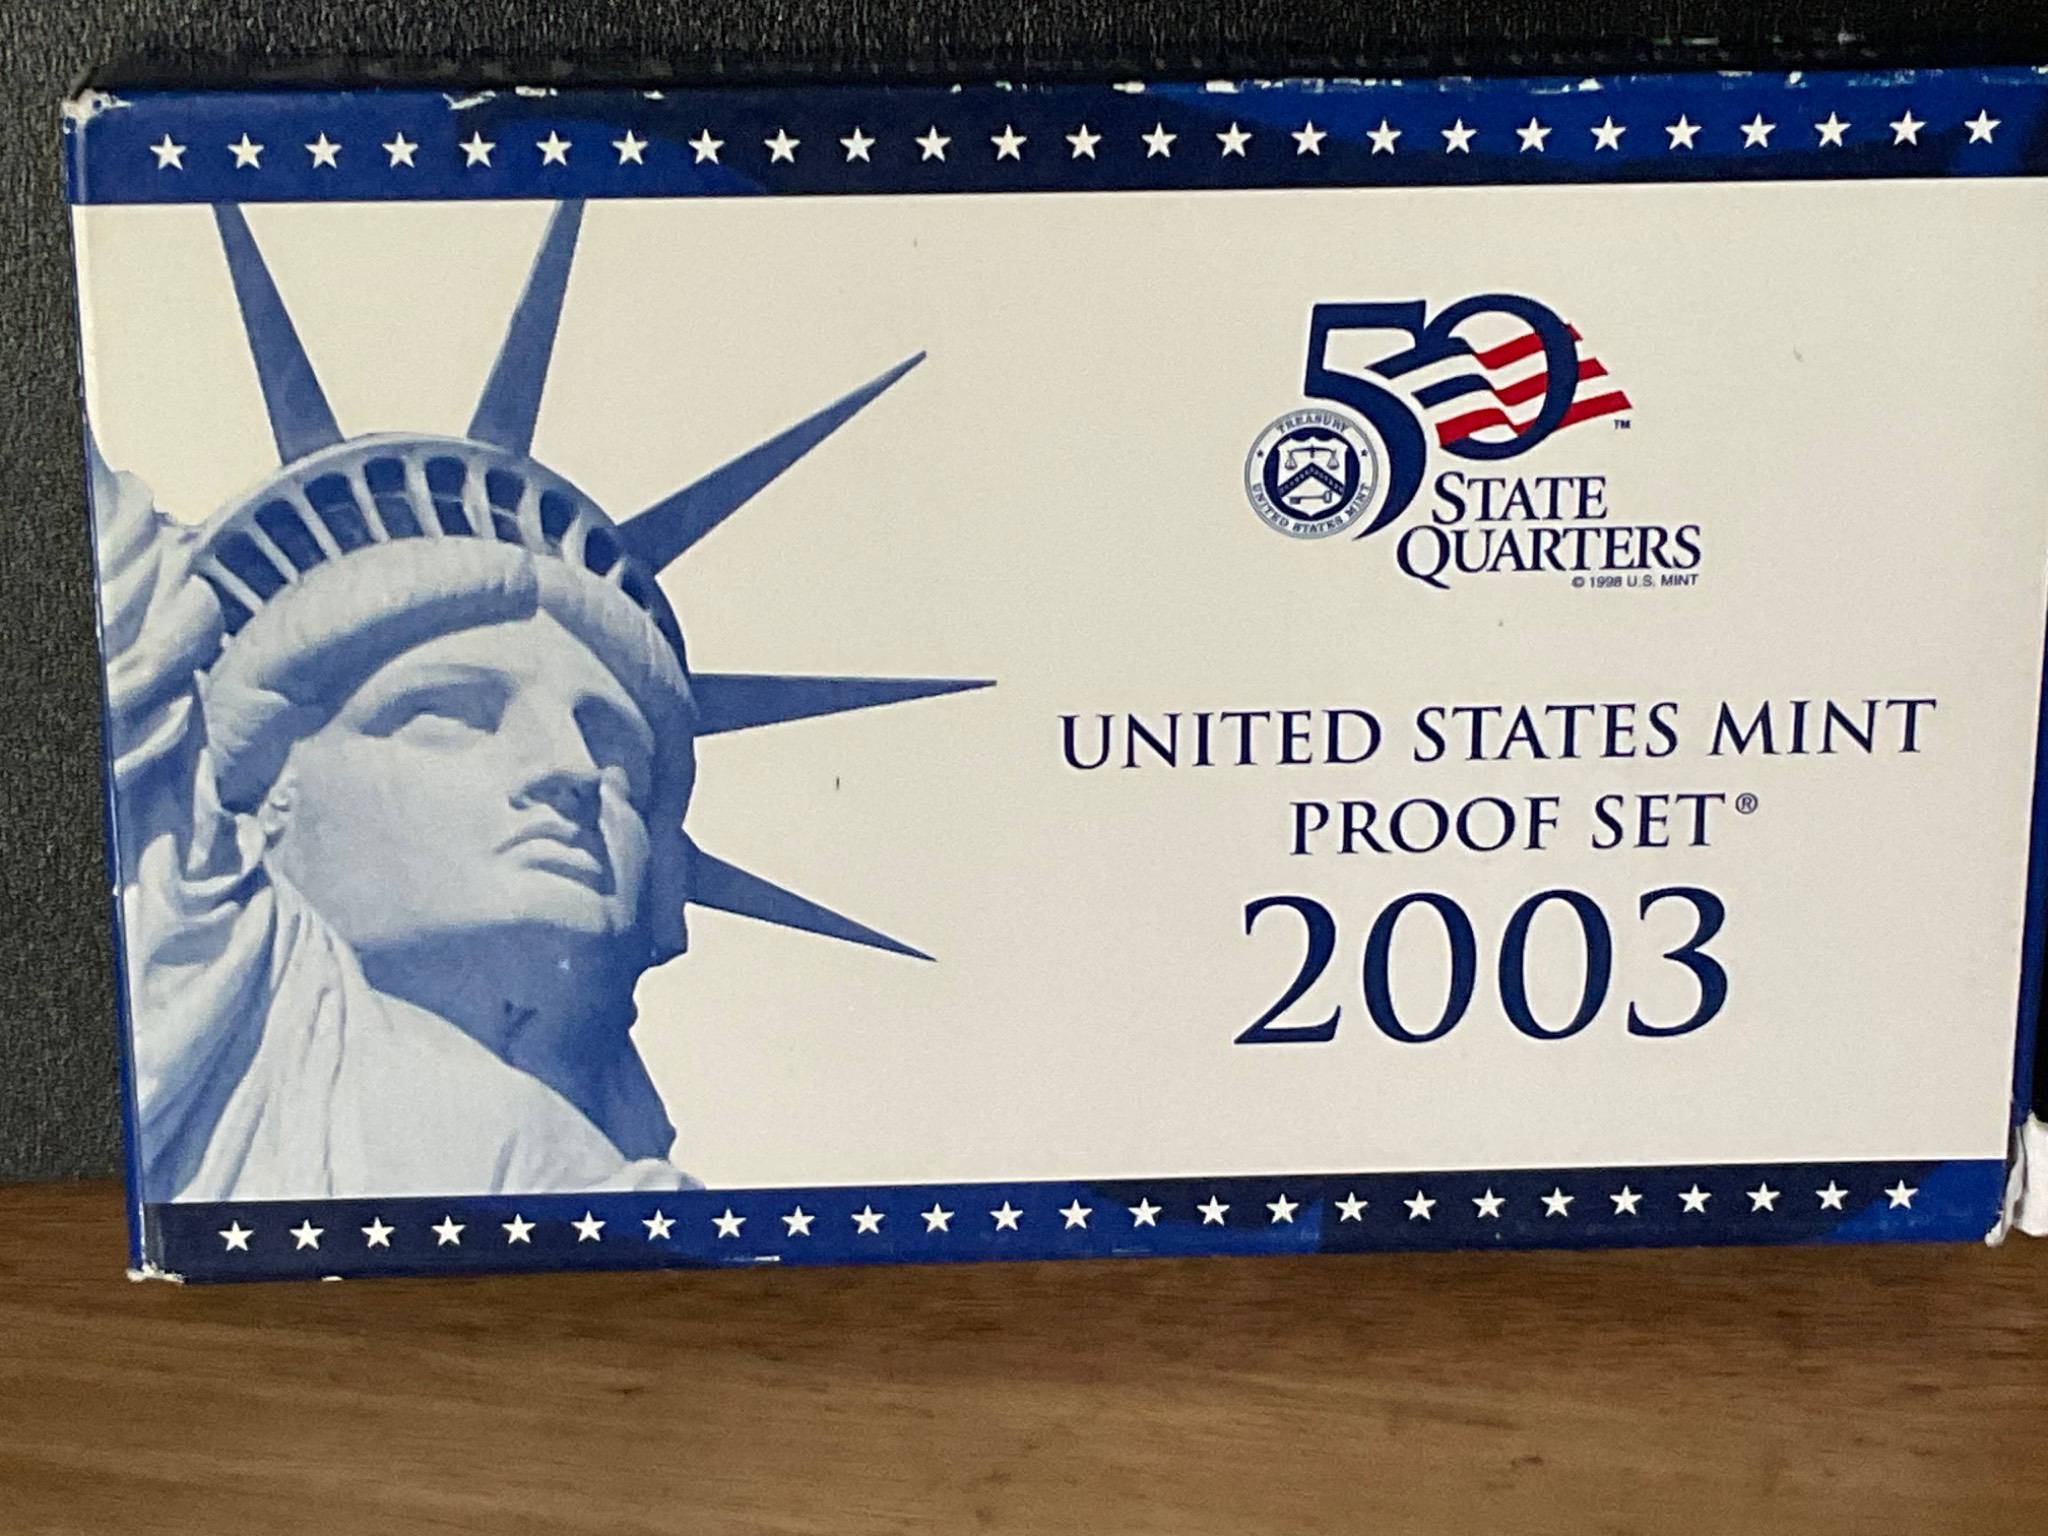 50
TM
TREASURY
UNITED STATES MINT
STATE
QUARTERS
© 1998 U.S. MINT
UNITED STATES MINT
PROOF SET®
2003